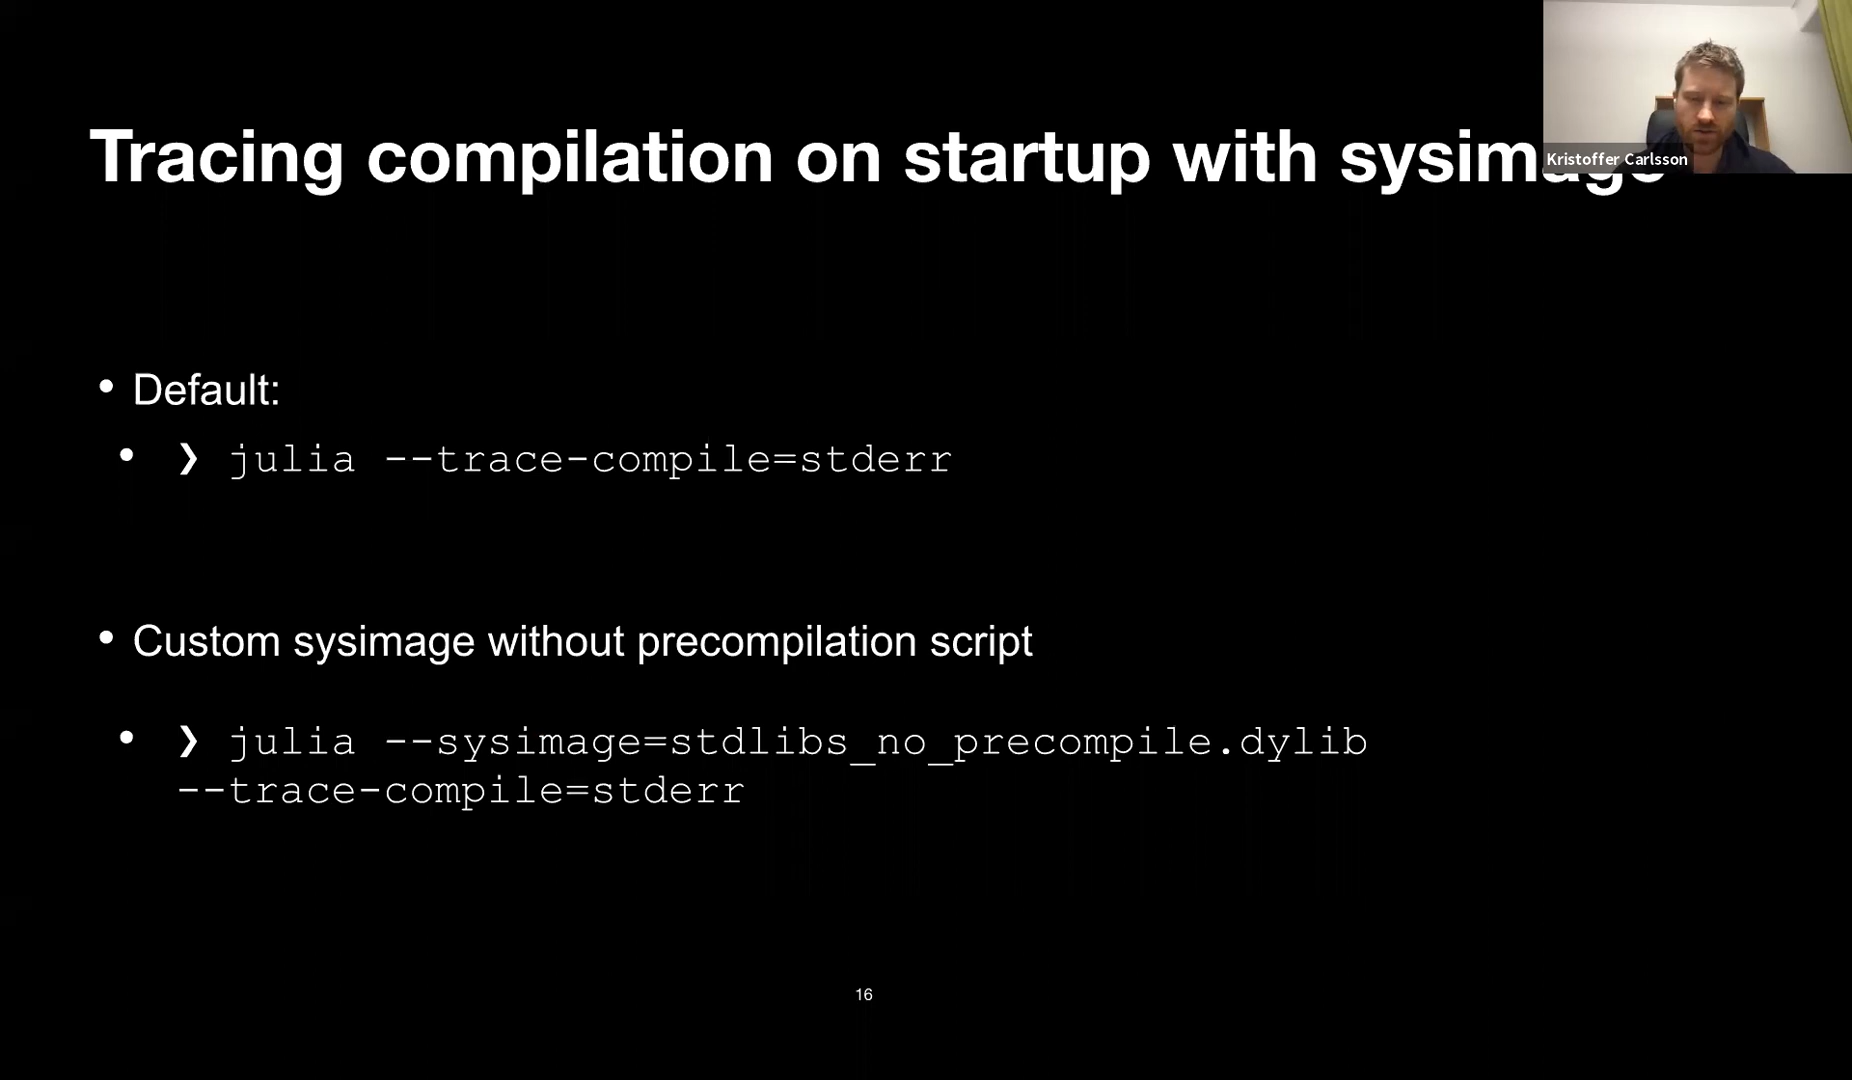 Tracing compilation on startup with sysimage
Kristoffer Carlsson
• Default:
• ❯ julia --trace-compile=stderr
• Custom sysimage without precompilation script
• ❯ julia --sysimage=stdlibs_no_precompile.dylib
--trace-compile=stderr
16